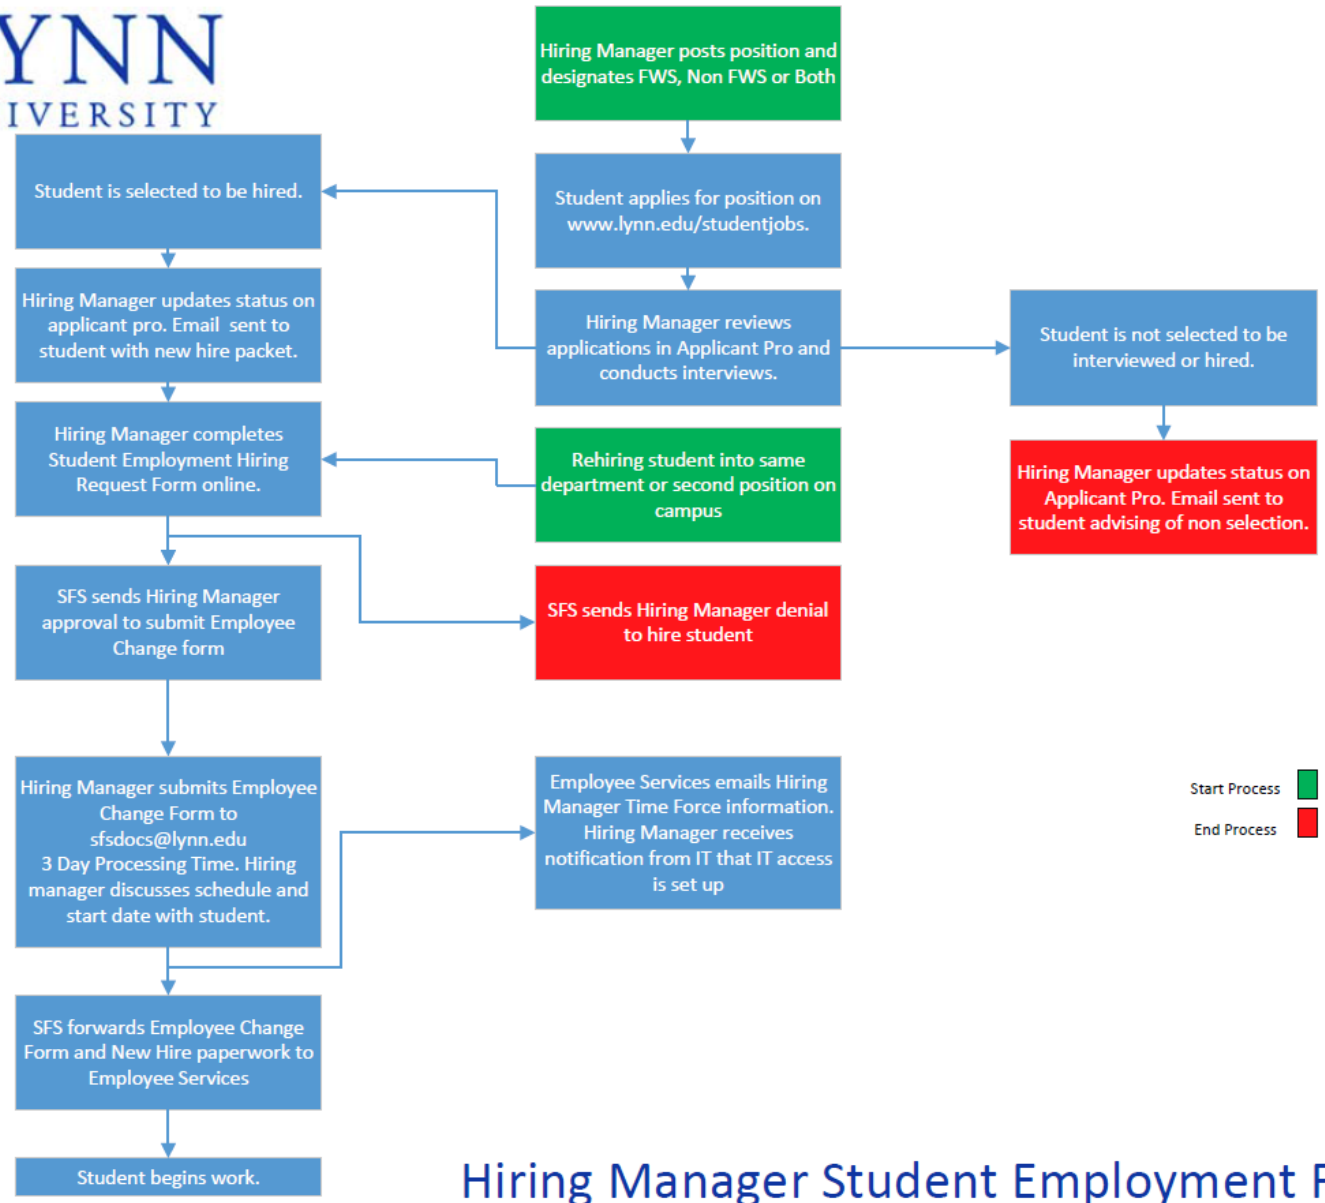 YNN
IVERSITY
Hiring Manager posts position and
designates FWS, Non FWS or Both
Student applies for position on
www.lynn.edu/studentjobs.
Hiring Manager reviews
applications in Applicant Pro and
conducts interviews.
Student is selected to be hired.
Hiring Manager updates status on
applicant pro. Email sent to
student with new hire packet.
Hiring Manager completes
Student Employment Hiring
Request Form online.
Rehiring student into same
department or second position on
campus
Student is not selected to be
interviewed or hired.
Hiring Manager updates status on
Applicant Pro. Email sent to
student advising of non selection.
SFS sends Hiring Manager
approval to submit Employee
Change form
SFS sends Hiring Manager denial
to hire student
Hiring Manager submits Employee
Change Form to
sfsdocs@lynn.edu
3 Day Processing Time. Hiring
manager discusses schedule and
start date with student.
Employee Services emails Hiring
Manager Time Force information.
Hiring Manager receives
notification from IT that IT access
is set up
Start Process
End Process
SFS forwards Employee Change
Form and New Hire paperwork to
Employee Services
Student begins work.
Hiring Manager Student Employment